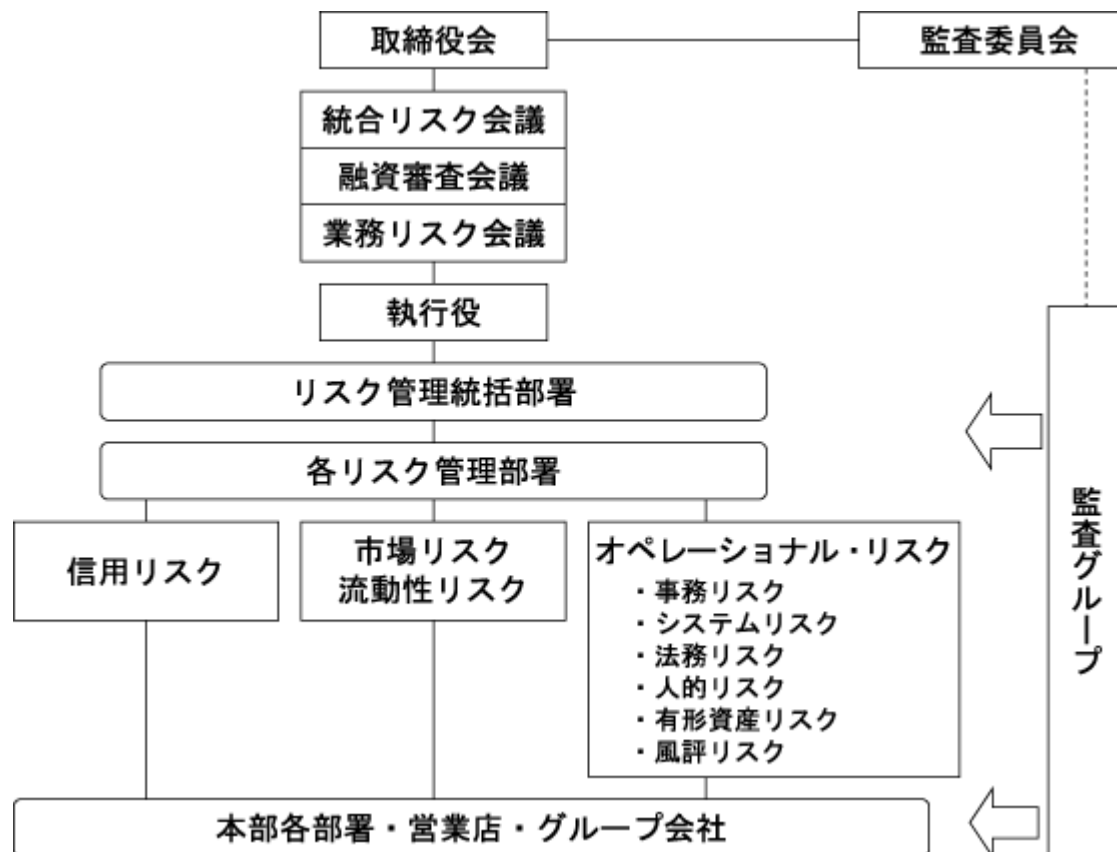 取締役会
監査委員会
統合リスク会議
融資審査会議
業務リスク会議
執行役
リスク管理統括部署
各リスク管理部署
信用リスク
市場リスク
流動性リスク
オペレーショナル・リスク
・事務リスク
・システムリスク
・法務リスク
・人的リスク
・有形資産リスク
・風評リスク
監査グループ
本部各部署・営業店・グループ会社